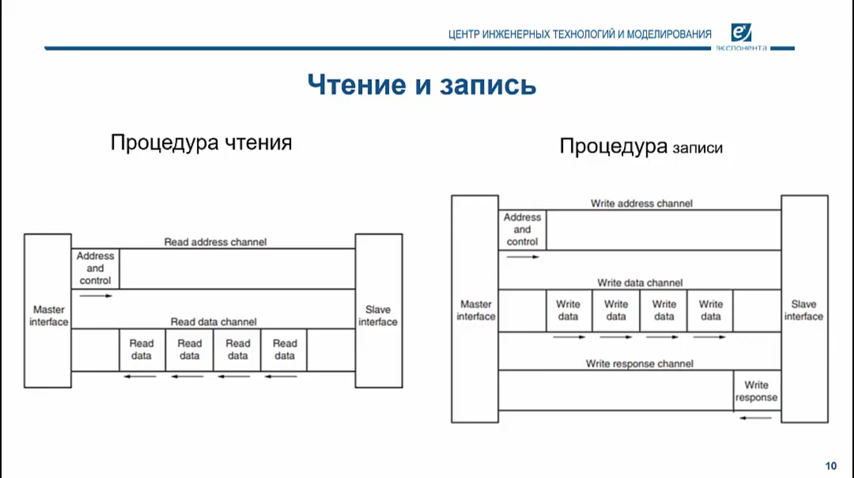 ЦЕНТР ИНЖЕНЕРНЫХ ТЕХНОЛОГИЙ И МОДЕЛИРОВАНИЯ
экспонента
Чтение и запись
Процедура чтения
Read address channel
Address
and
control
Master
interface
Slave
interface
Read data channel
Read
data
Read
data
Read
data
Read
data
Процедура записи
Write address channel
Address
and
control
Write data channel
Master
interface
Write
data
Write
data
Write
data
Write
data
Slave
interface
Write response channel
Write
response
10